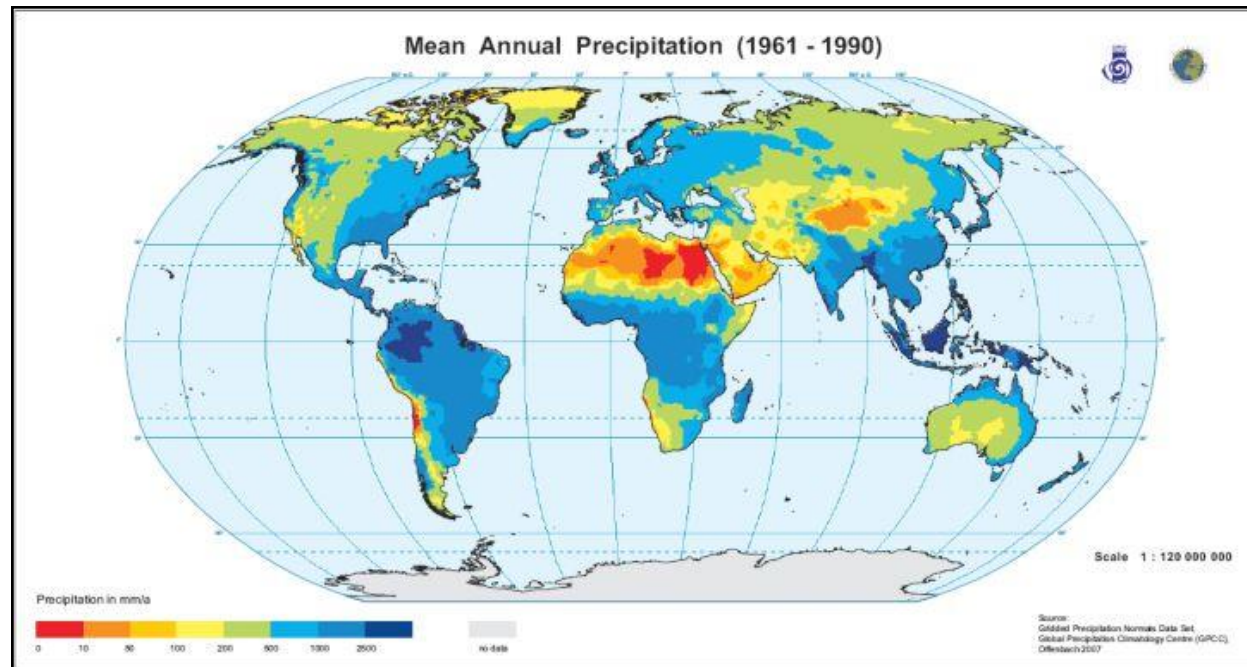 Mean Annual Precipitation (1961 - 1990)
Scale 1 : 120 000 000
Precipitation in mm/a
0 10 50 100 200 500 1000 2500 no data
Source:
Gridded Precipitation Normals Data Set,
Global Precipitation Climatology Centre (GPCC),
Offenbach 2007